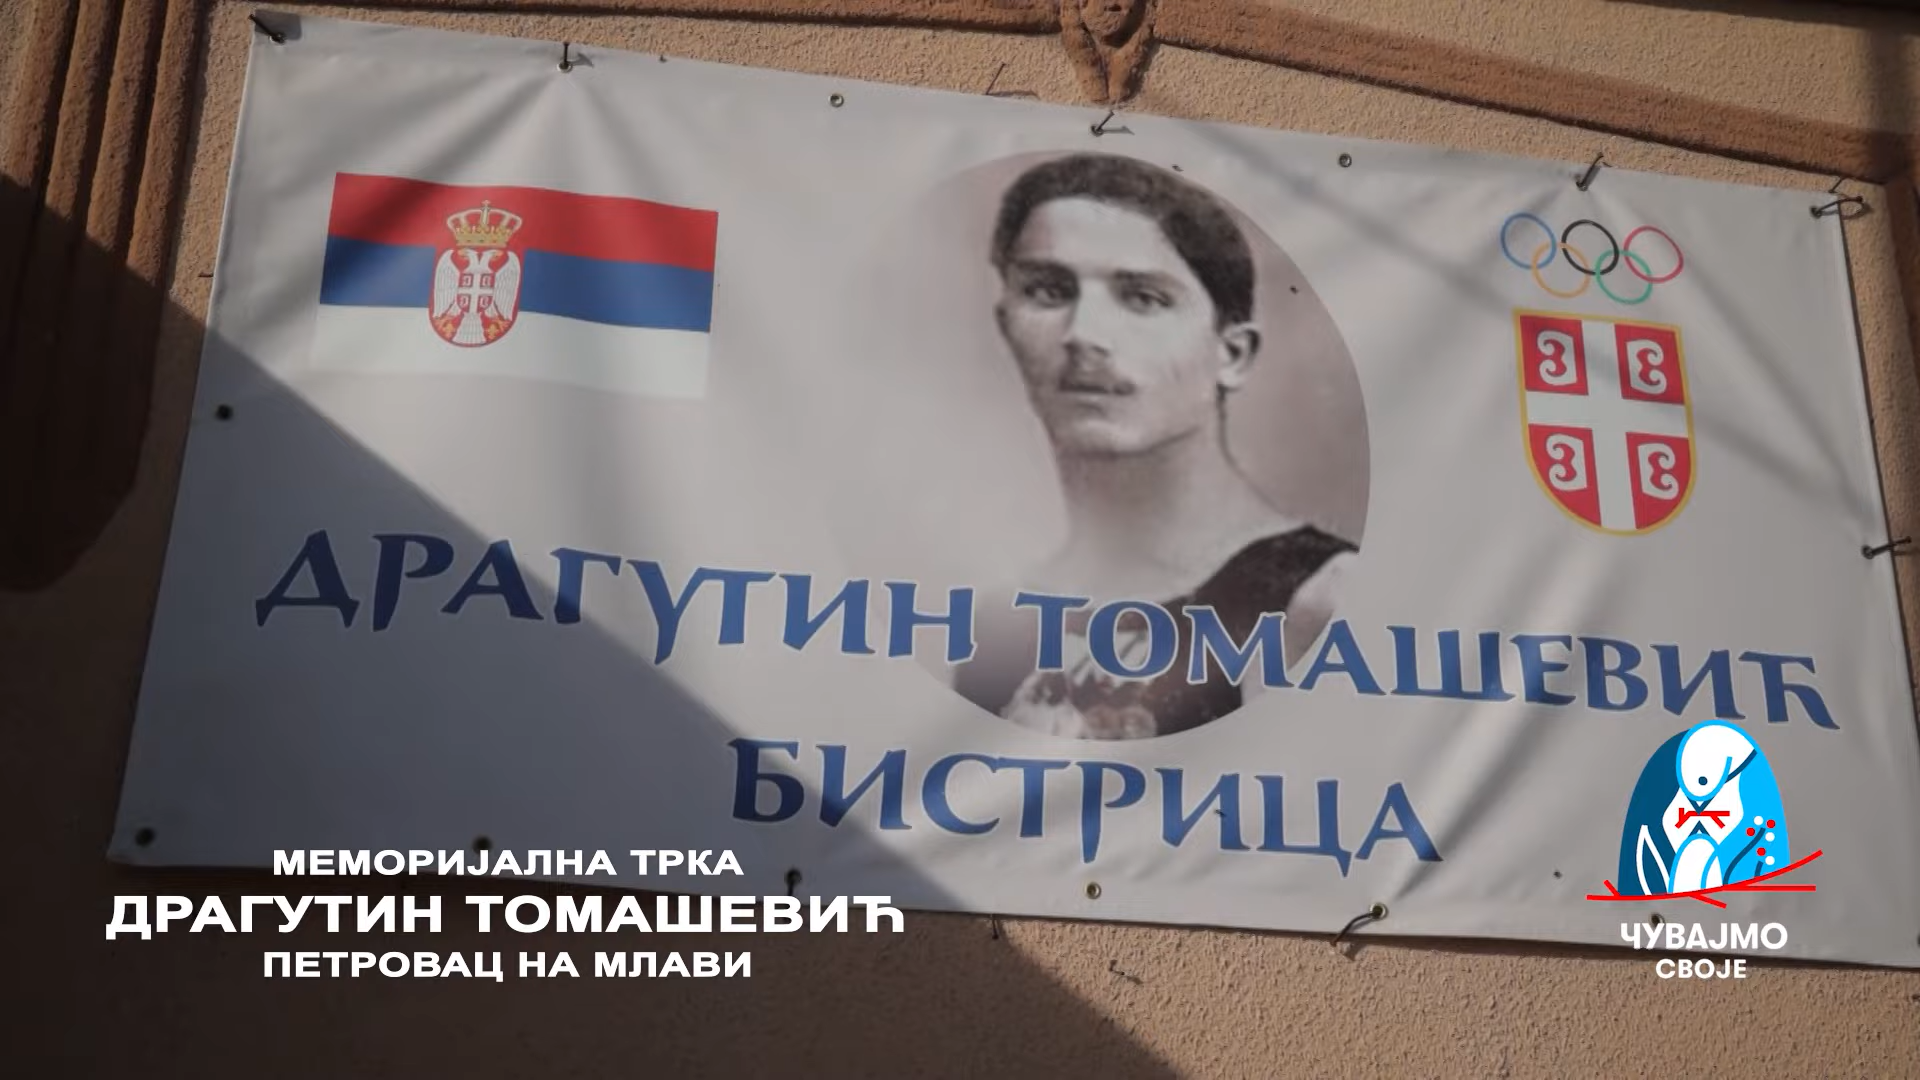 ДРАГУТИН ТОМАШЕВИЋ
БИСТРИЦА
МЕМОРИЈАЛНА ТРКА
ДРАГУТИН ТОМАШЕВИЋ
ПЕТРОВАЦ НА МЛАВИ
ЧУВАЈМО
СВОЈЕ